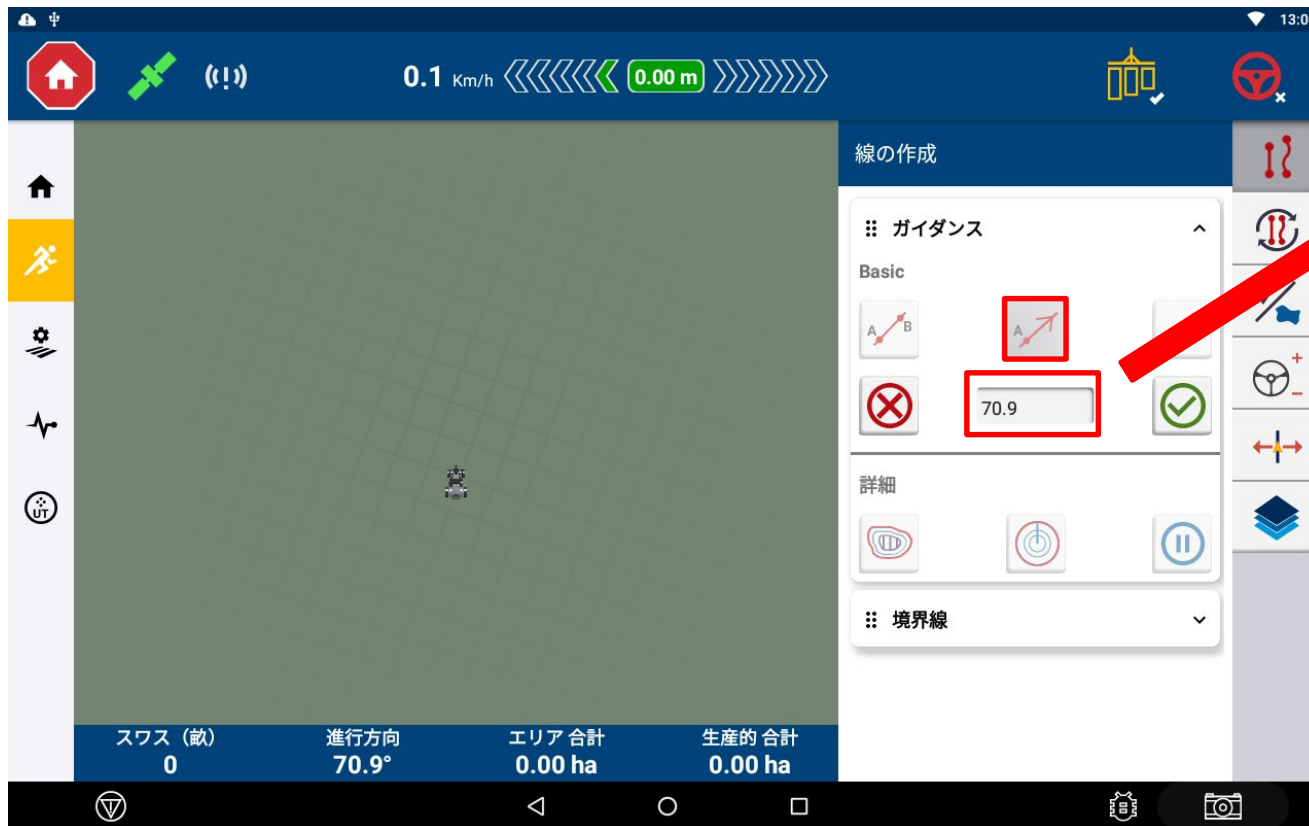 13:0
0.1 Km/h 0.00 m
線の作成
ガイダンス
Basic
A B
A
70.9
詳細
境界線
UT
スワス（畝） 進行方向 エリア 合計 生産的 合計
0 70.9° 0.00 ha 0.00 ha